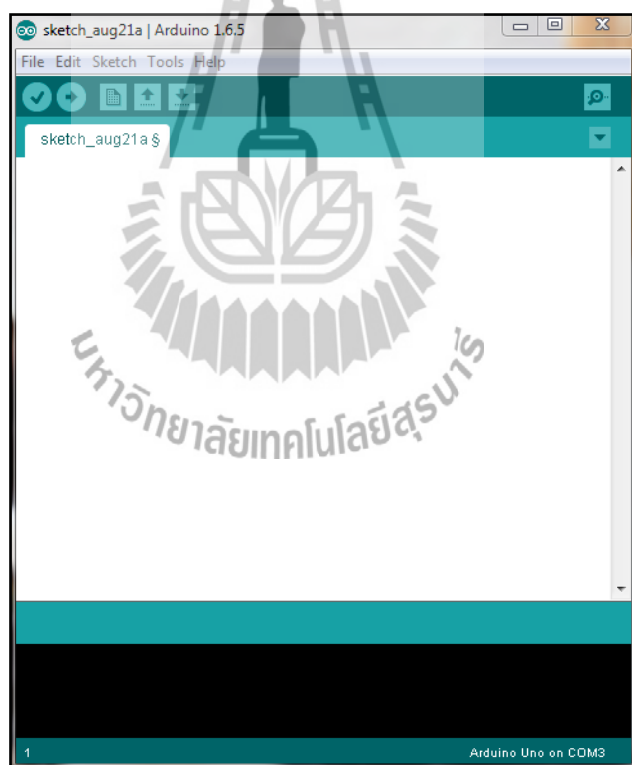 sketch_aug21a | Arduino 1.6.5
File Edit Sketch Tools Help
sketch_aug21a §
มหาวิทยาลัยเทคโนโลยีสุรนารี
1
Arduino Uno on COM3